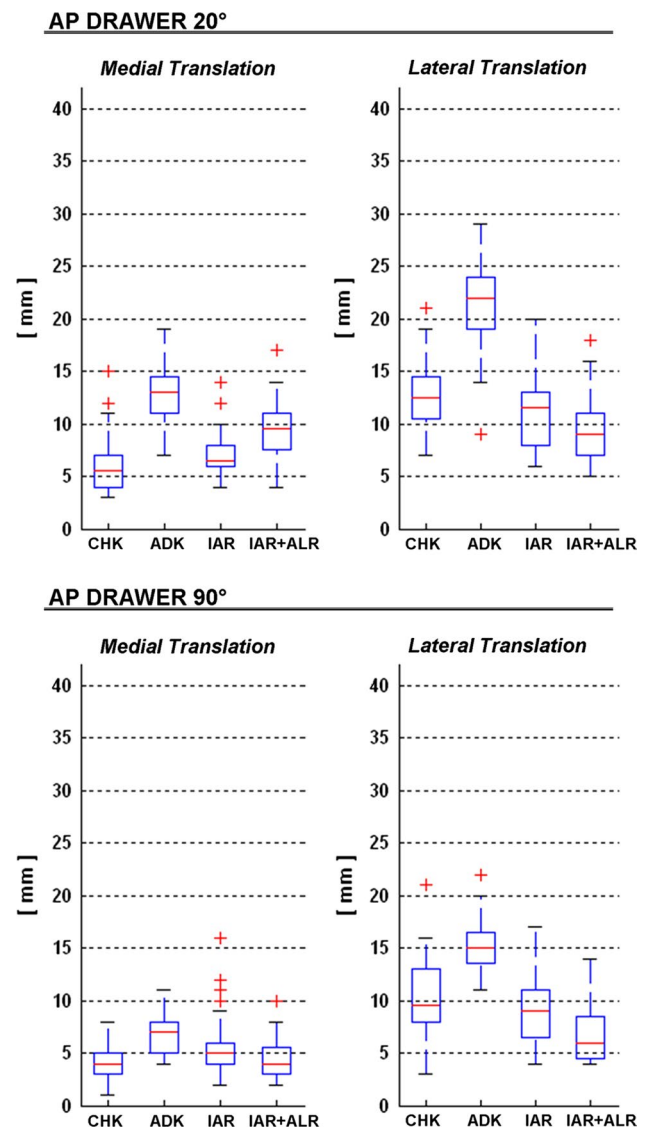 AP DRAWER 20°
Medial Translation
Lateral Translation
[ mm ]
40
35
30
25
20
15
10
5
0
CHK ADK IAR IAR+ALR
[ mm ]
40
35
30
25
20
15
10
5
0
CHK ADK IAR IAR+ALR
AP DRAWER 90°
Medial Translation
Lateral Translation
[ mm ]
40
35
30
25
20
15
10
5
0
CHK ADK IAR IAR+ALR
[ mm ]
40
35
30
25
20
15
10
5
0
CHK ADK IAR IAR+ALR